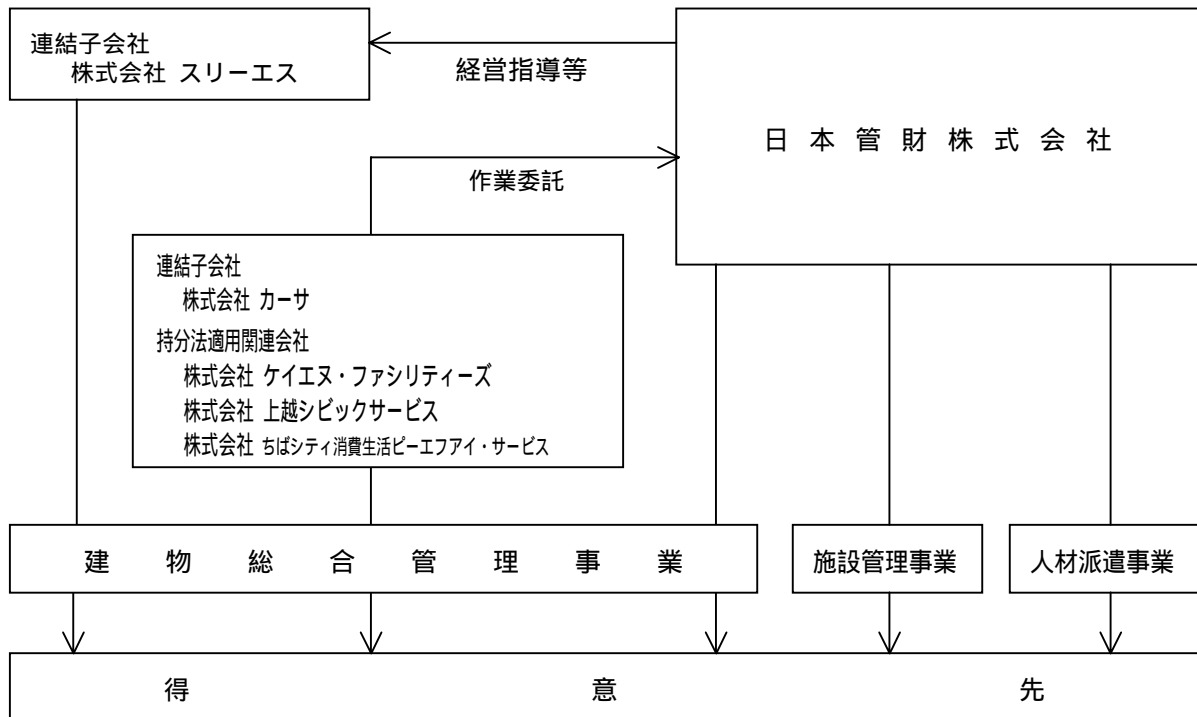 連結子会社
株式会社 スリーエス
経営指導等
日本管財株式会社
作業委託
連結子会社
株式会社 カーサ
持分法適用関連会社
株式会社 ケイエヌ・ファシリティーズ
株式会社 上越シビックサービス
株式会社 ちばシティ消費生活ピーエフアイ・サービス
建物総合管理事業
施設管理事業
人材派遣事業
得意先